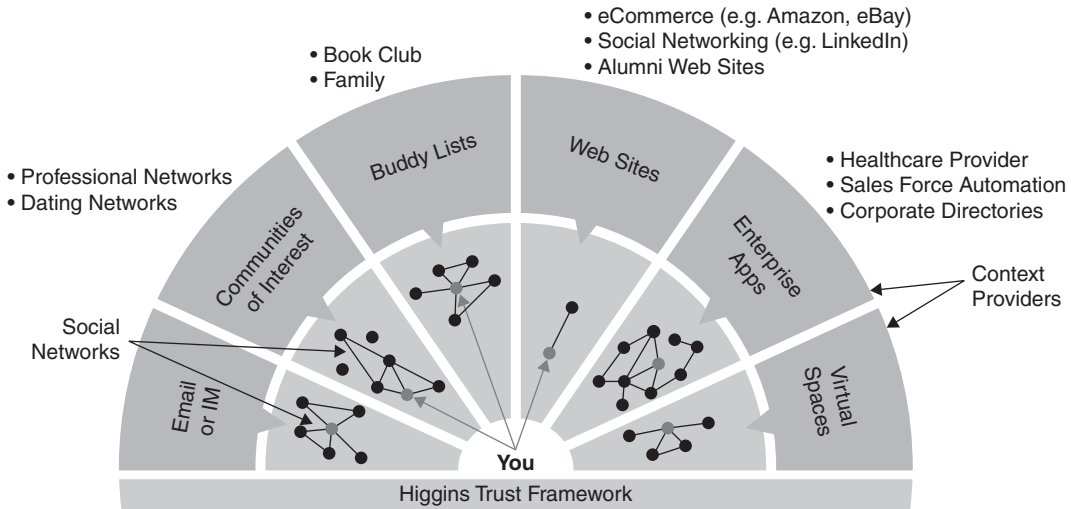 • eCommerce (e.g. Amazon, eBay)
• Social Networking (e.g. LinkedIn)
• Alumni Web Sites
• Book Club
• Family
• Professional Networks
• Dating Networks
• Healthcare Provider
• Sales Force Automation
• Corporate Directories
Buddy Lists
Web Sites
Communities
of Interest
Enterprise
Apps
Context
Providers
Social
Networks
Email
or IM
Virtual
Spaces
You
Higgins Trust Framework